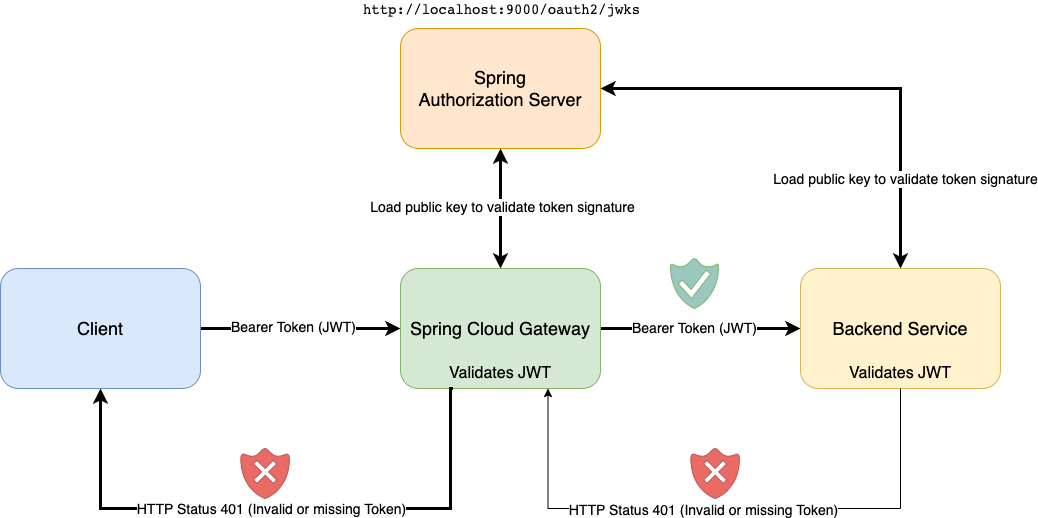 http://localhost:9000/oauth2/jwks
Spring
Authorization Server
Load public key to validate token signature
Load public key to validate token signature
Client
Bearer Token (JWT)
Spring Cloud Gateway
Validates JWT
Bearer Token (JWT)
Backend Service
Validates JWT
HTTP Status 401 (Invalid or missing Token)
HTTP Status 401 (Invalid or missing Token)